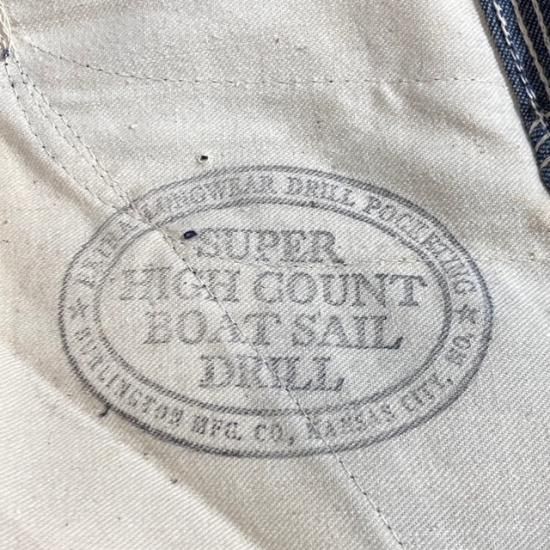 EXTRA LONGWEAR DRILL POCKETING
SUPER
HIGH COUNT
BOAT SAIL
DRILL
★ BURLINGTON MFG. CO., KANSAS CITY, MO. ★